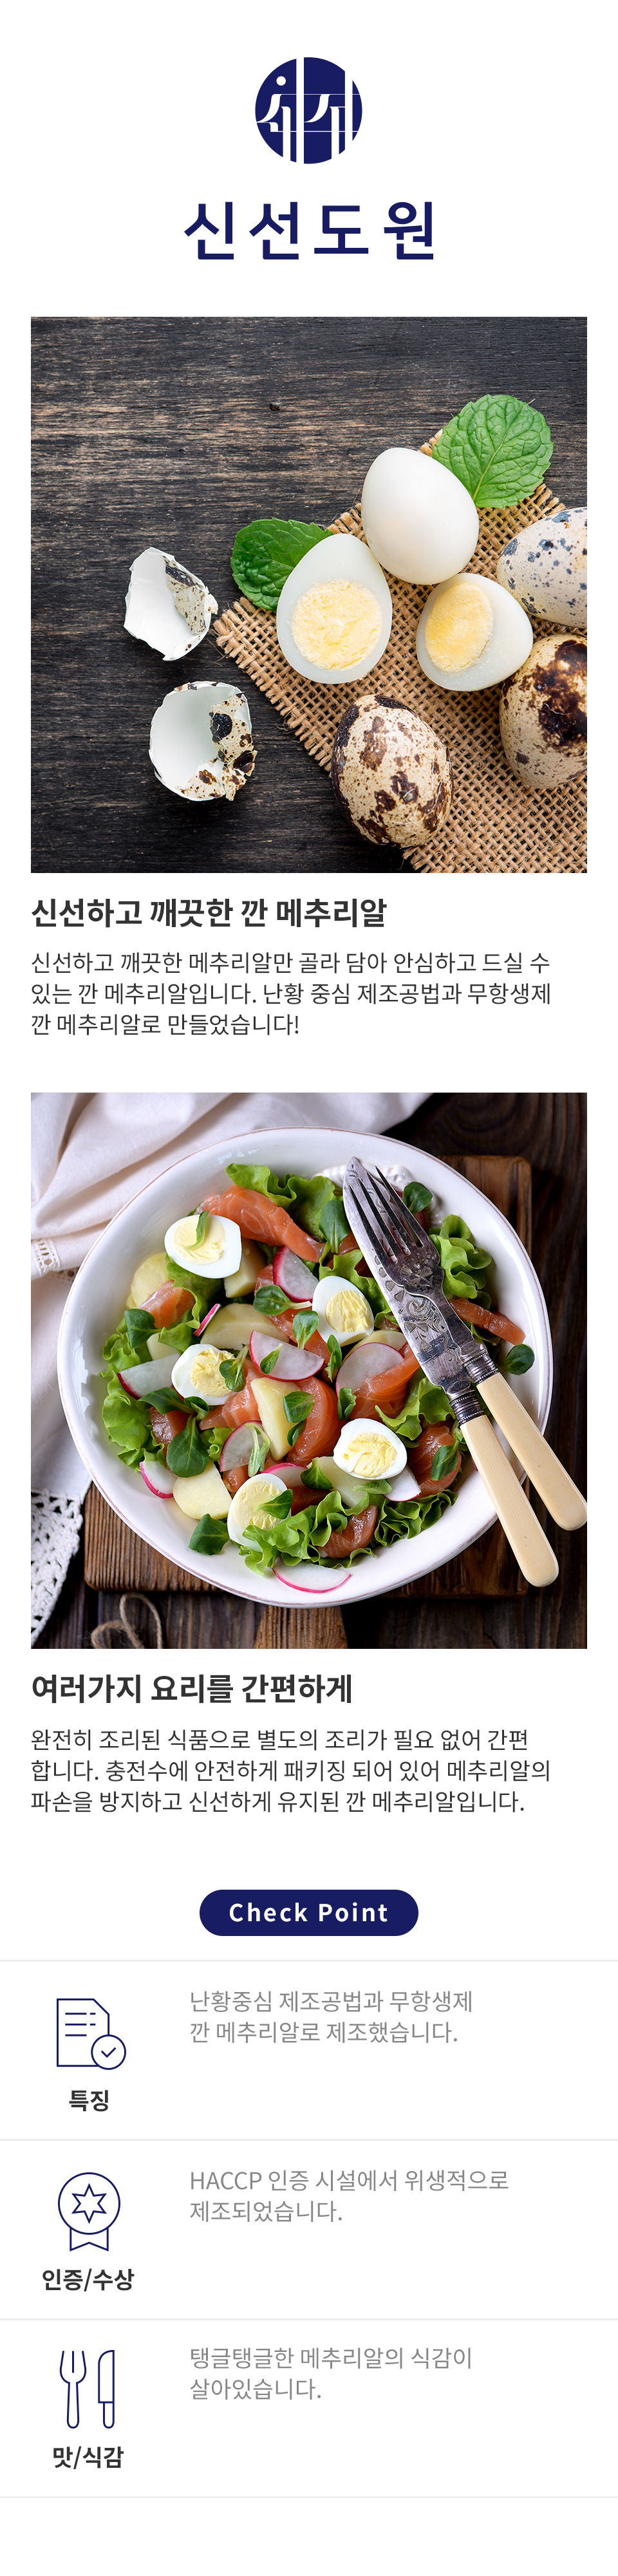 신선도원
신선하고 깨끗한 깐 메추리알
신선하고 깨끗한 메추리알만 골라 담아 안심하고 드실 수
있는 깐 메추리알입니다. 난황 중심 제조공법과 무항생제
깐 메추리알로 만들었습니다!
여러가지 요리를 간편하게
완전히 조리된 식품으로 별도의 조리가 필요 없어 간편
합니다. 충전수에 안전하게 패키징 되어 있어 메추리알의
파손을 방지하고 신선하게 유지된 깐 메추리알입니다.
Check Point
난황중심 제조공법과 무항생제
깐 메추리알로 제조했습니다.
특징
HACCP 인증 시설에서 위생적으로
제조되었습니다.
인증/수상
탱글탱글한 메추리알의 식감이
살아있습니다.
맛/식감